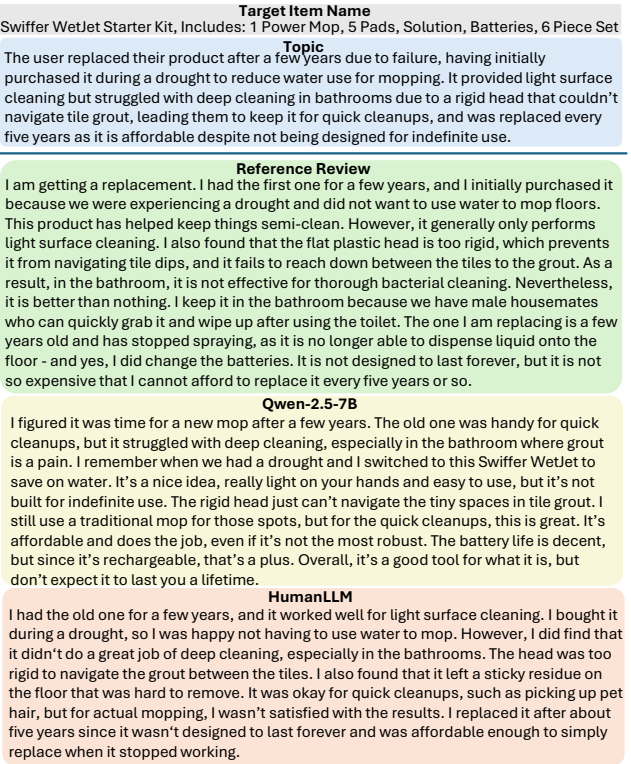 Target Item Name
Swiffer WetJet Starter Kit, Includes: 1 Power Mop, 5 Pads, Solution, Batteries, 6 Piece Set
Topic
The user replaced their product after a few years due to failure, having initially
purchased it during a drought to reduce water use for mopping. It provided light surface
cleaning but struggled with deep cleaning in bathrooms due to a rigid head that couldn't
navigate tile grout, leading them to keep it for quick cleanups, and was replaced every
five years as it is affordable despite not being designed for indefinite use.
Reference Review
I am getting a replacement. I had the first one for a few years, and I initially purchased it
because we were experiencing a drought and did not want to use water to mop floors.
This product has helped keep things semi-clean. However, it generally only performs
light surface cleaning. I also found that the flat plastic head is too rigid, which prevents
it from navigating tile dips, and it fails to reach down between the tiles to the grout. As a
result, in the bathroom, it is not effective for thorough bacterial cleaning. Nevertheless,
it is better than nothing. I keep it in the bathroom because we have male housemates
who can quickly grab it and wipe up after using the toilet. The one I am replacing is a few
years old and has stopped spraying, as it is no longer able to dispense liquid onto the
floor - and yes, I did change the batteries. It is not designed to last forever, but it is not
so expensive that I cannot afford to replace it every five years or so.
Qwen-2.5-7B
I figured it was time for a new mop after a few years. The old one was handy for quick
cleanups, but it struggled with deep cleaning, especially in the bathroom where grout
is a pain. I remember when we had a drought and I switched to this Swiffer WetJet to
save on water. It's a nice idea, really light on your hands and easy to use, but it's not
built for indefinite use. The rigid head just can't navigate the tiny spaces in tile grout. I
still use a traditional mop for those spots, but for the quick cleanups, this is great. It's
affordable and does the job, even if it's not the most robust. The battery life is decent,
but since it's rechargeable, that's a plus. Overall, it's a good tool for what it is, but
don't expect it to last you a lifetime.
HumanLLM
I had the old one for a few years, and it worked well for light surface cleaning. I bought it
during a drought, so I was happy not having to use water to mop. However, I did find that
it didn‘t do a great job of deep cleaning, especially in the bathrooms. The head was too
rigid to navigate the grout between the tiles. I also found that it left a sticky residue on
the floor that was hard to remove. It was okay for quick cleanups, such as picking up pet
hair, but for actual mopping, I wasn't satisfied with the results. I replaced it after about
five years since it wasn‘t designed to last forever and was affordable enough to simply
replace when it stopped working.